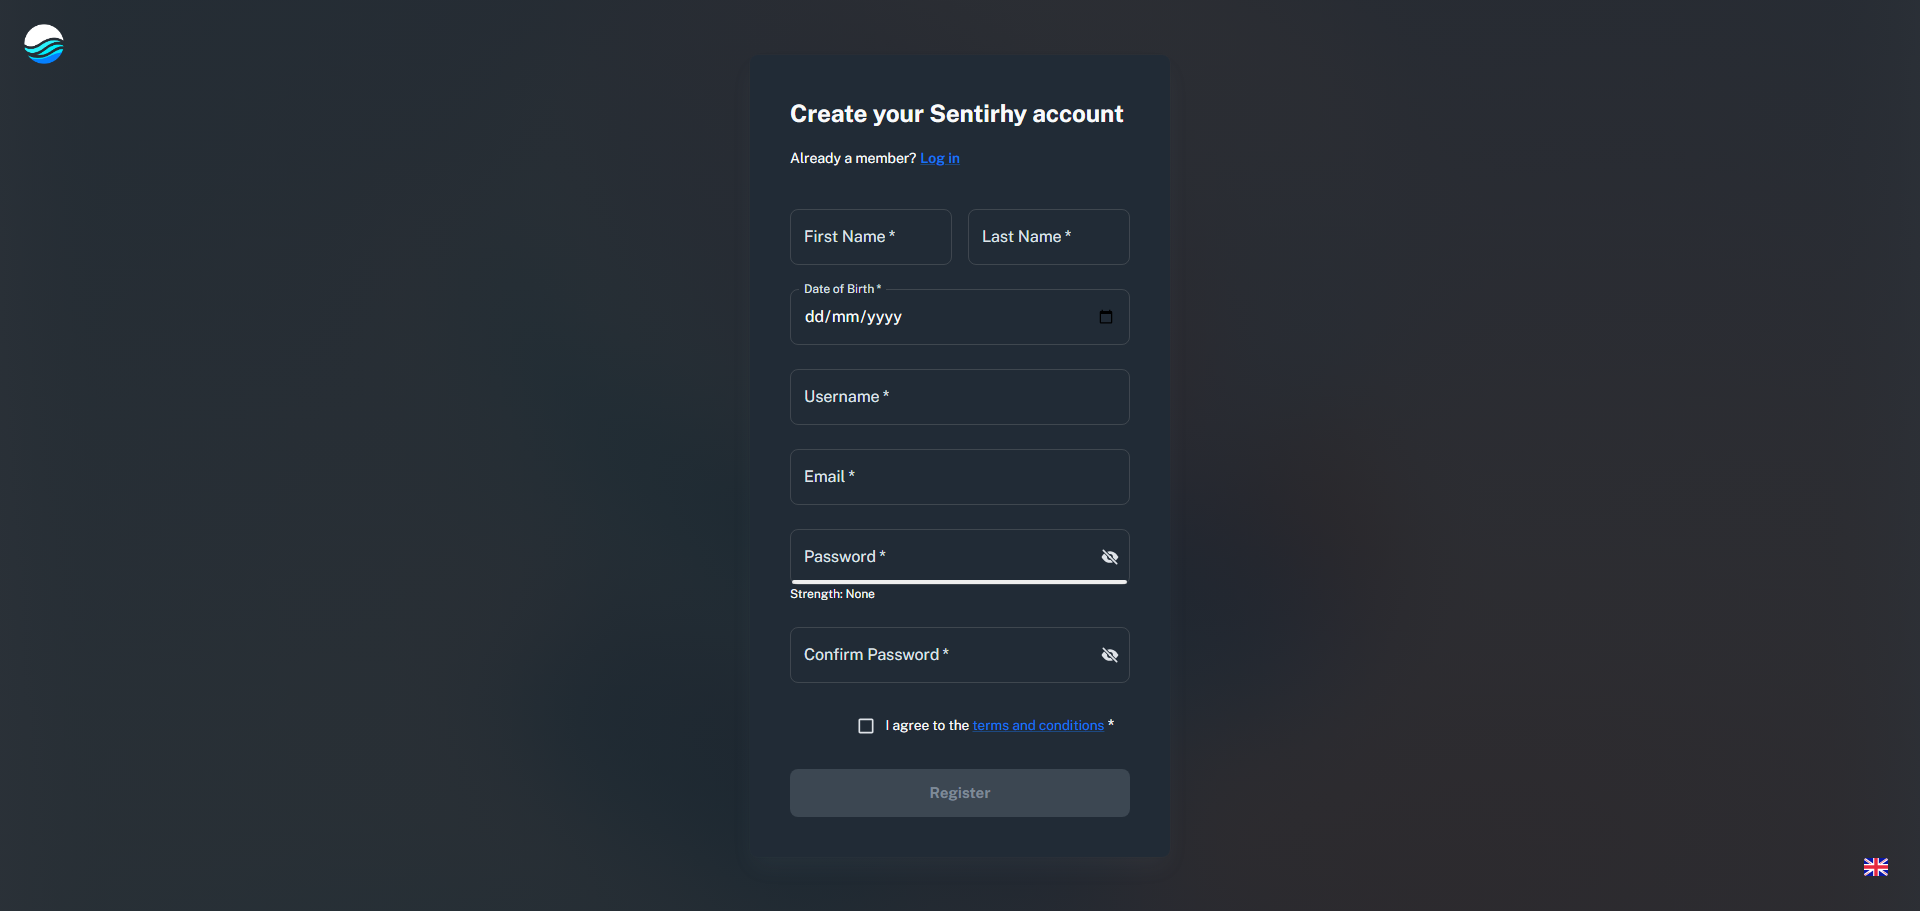 Create your Sentirhy account
Already a member? Log in
First Name *
Last Name *
Date of Birth *
dd/mm/yyyy
Username *
Email *
Password *
Strength: None
Confirm Password *
I agree to the terms and conditions *
Register